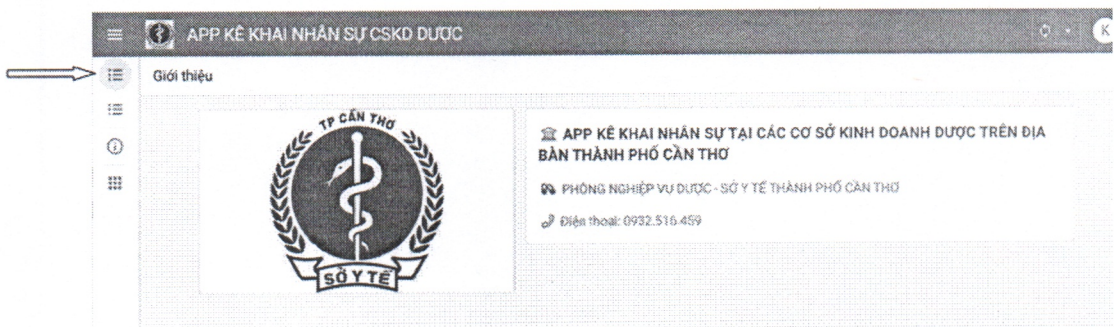 APP KÊ KHAI NHÂN SỰ CSKD DƯỢC
K
Giới thiệu
TP CẦN THƠ
SỞ Y TẾ
APP KÊ KHAI NHÂN SỰ TẠI CÁC CƠ SỞ KINH DOANH DƯỢC TRÊN ĐỊA
BÀN THÀNH PHỐ CẦN THƠ
PHÒNG NGHIỆP VỤ DƯỢC - SỞ Y TẾ THÀNH PHỐ CẦN THƠ
Điện thoại: 0932.516.459